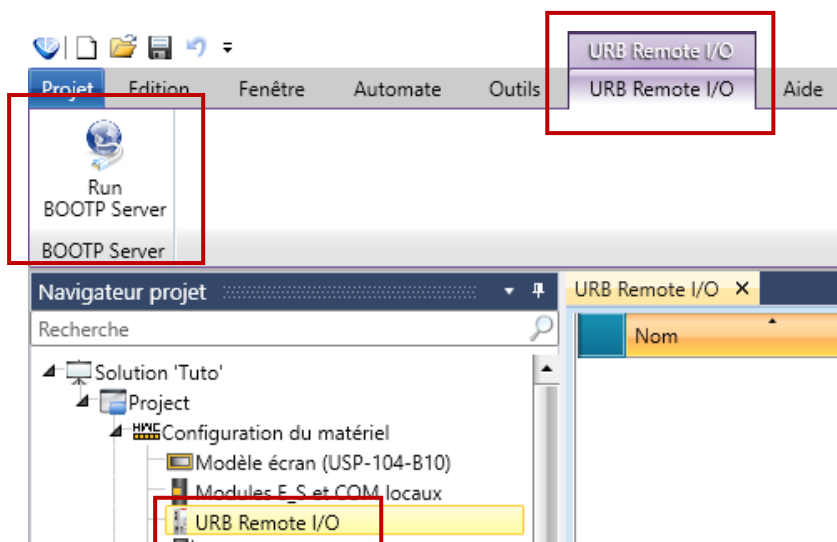 URB Remote I/O
Projet Edition Fenêtre Automate Outils URB Remote I/O Aide
Run
BOOTP Server
BOOTP Server
Navigateur projet
URB Remote I/O
Recherche
Nom
Solution 'Tuto'
Project
HWC Configuration du matériel
Modèle écran (USP-104-B10)
Modules E_S et COM locaux
URB Remote I/O